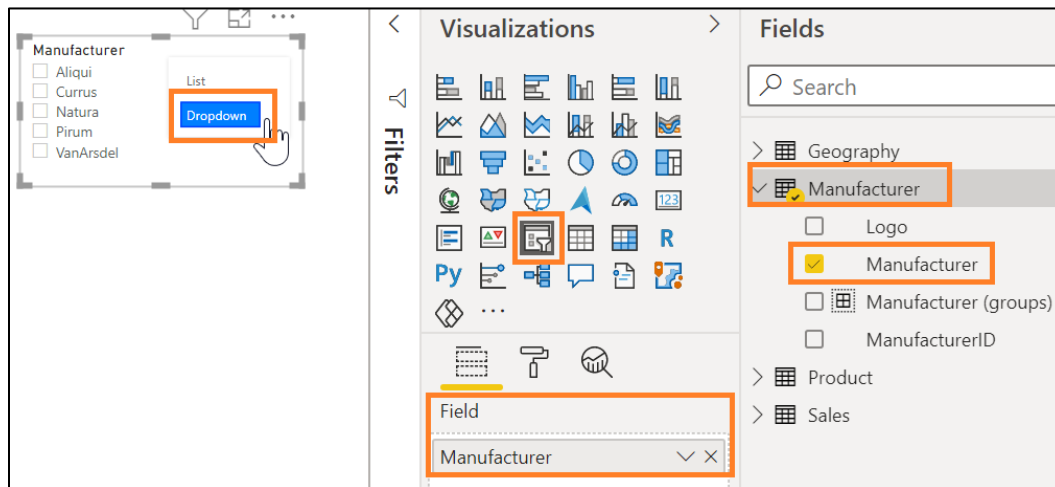 Manufacturer
Aliqui
Currus
Natura
Pirum
VanArsdel
List
Dropdown
Filters
Visualizations
123
R
Py
Field
Manufacturer
Fields
Search
Geography
Manufacturer
Logo
Manufacturer
Manufacturer (groups)
ManufacturerID
Product
Sales